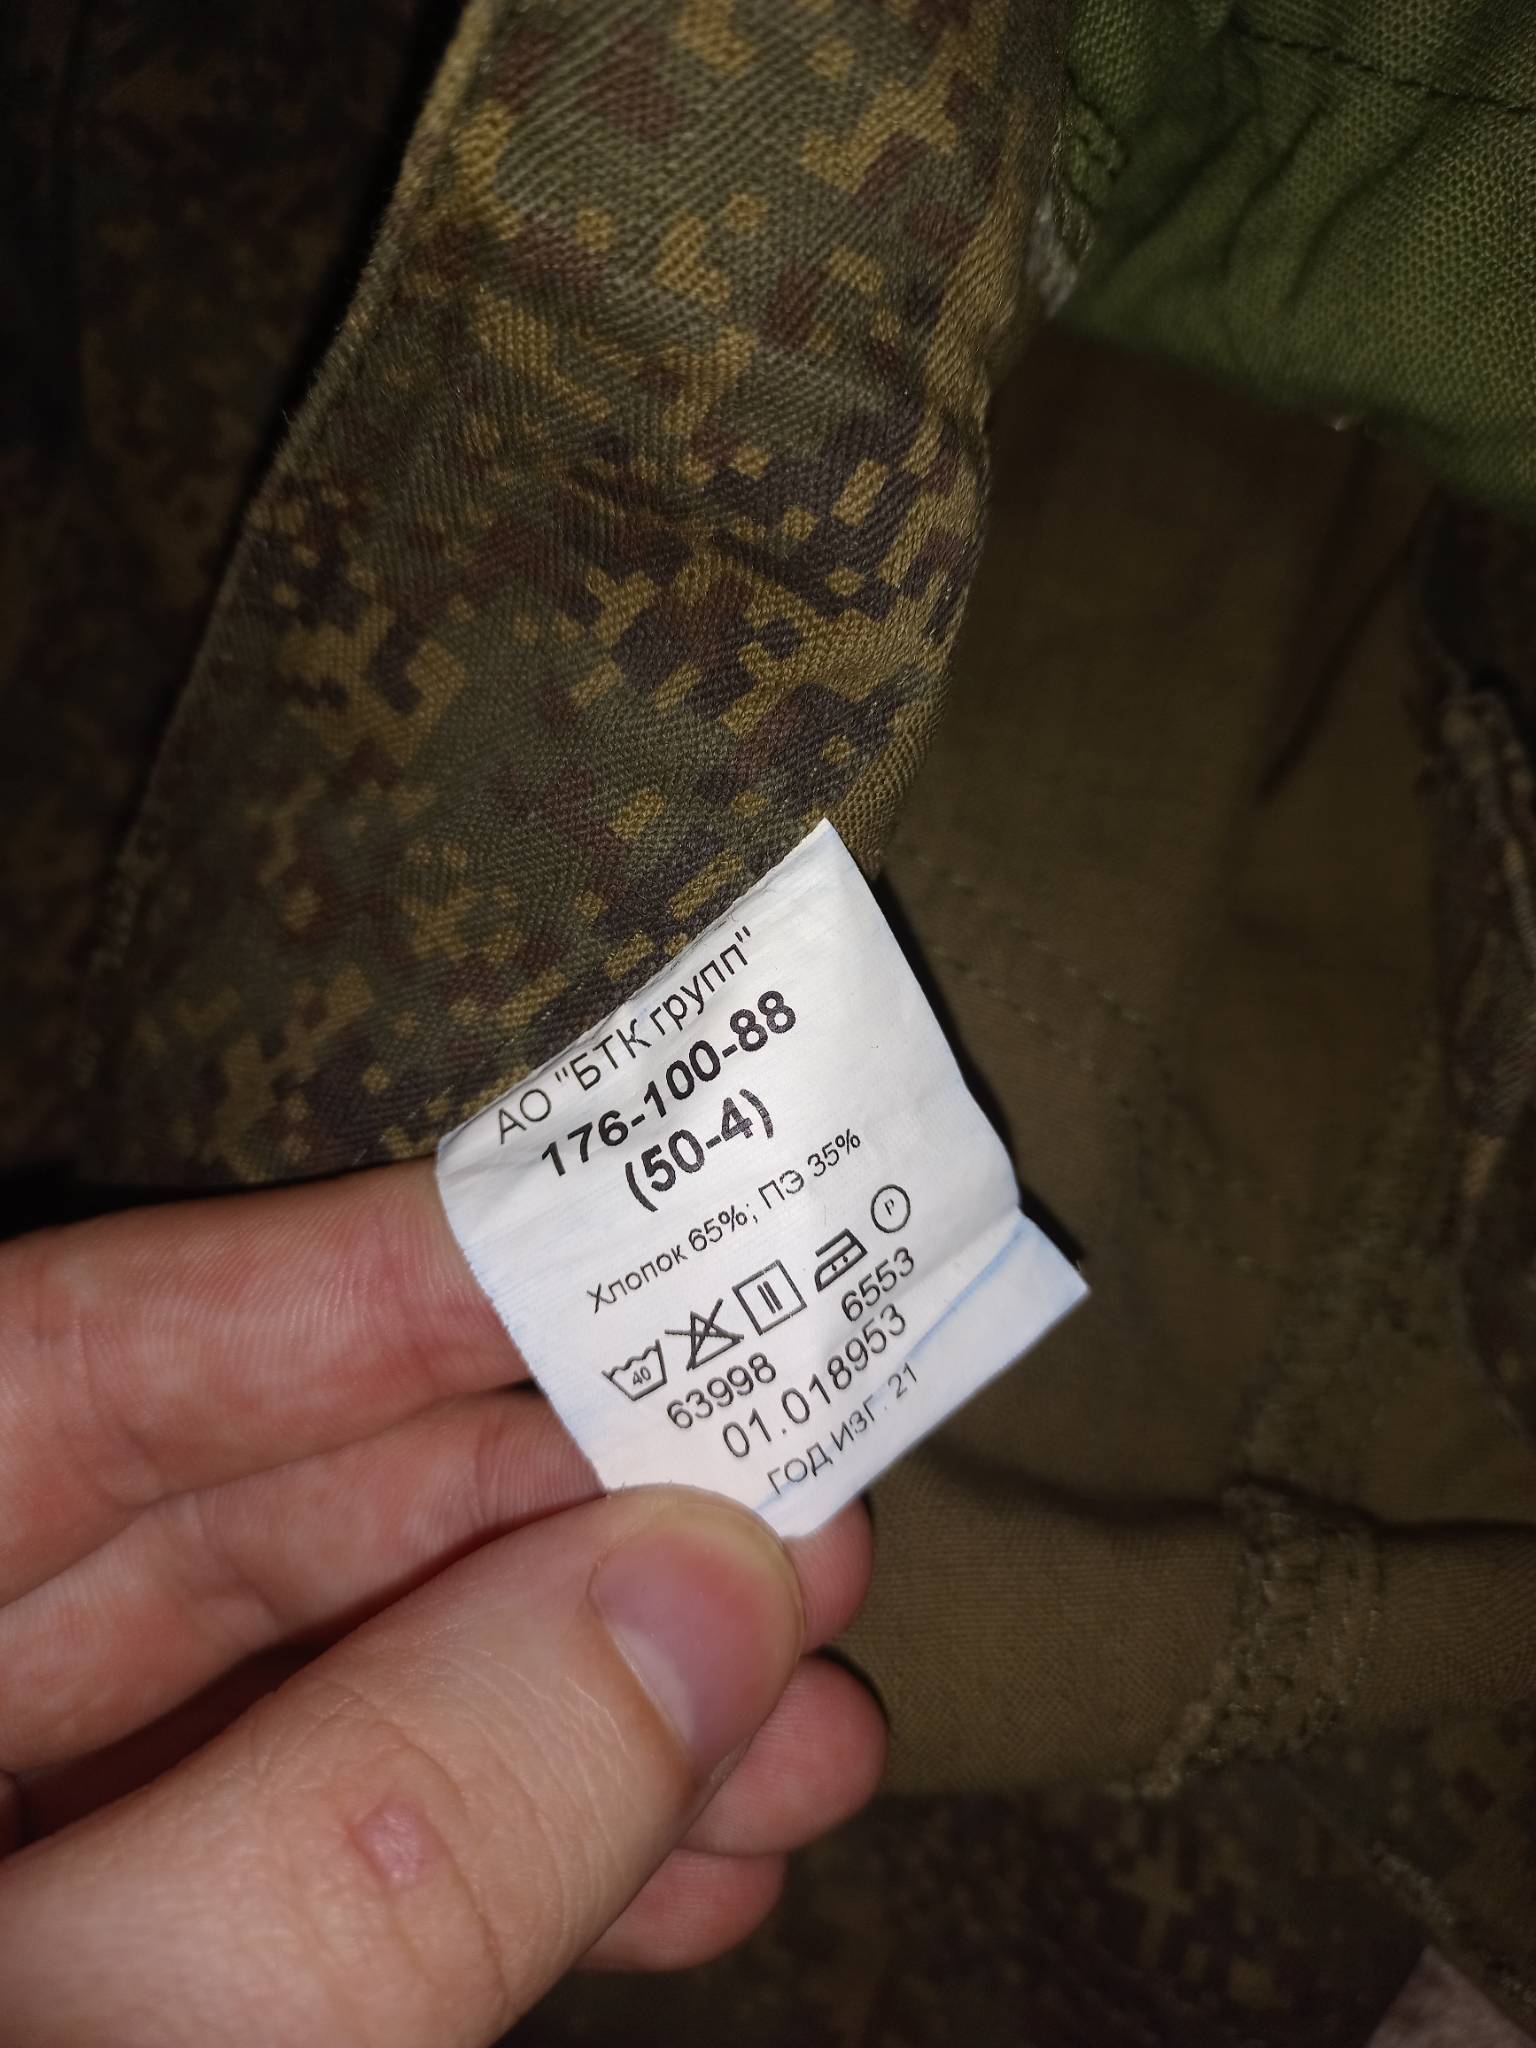 АО "БТК групп"
176-100-88
(50-4)
Хлопок 65%; ПЭ 35%
40 P
63998 6553
01.018953
ГОД ИЗГ. 21